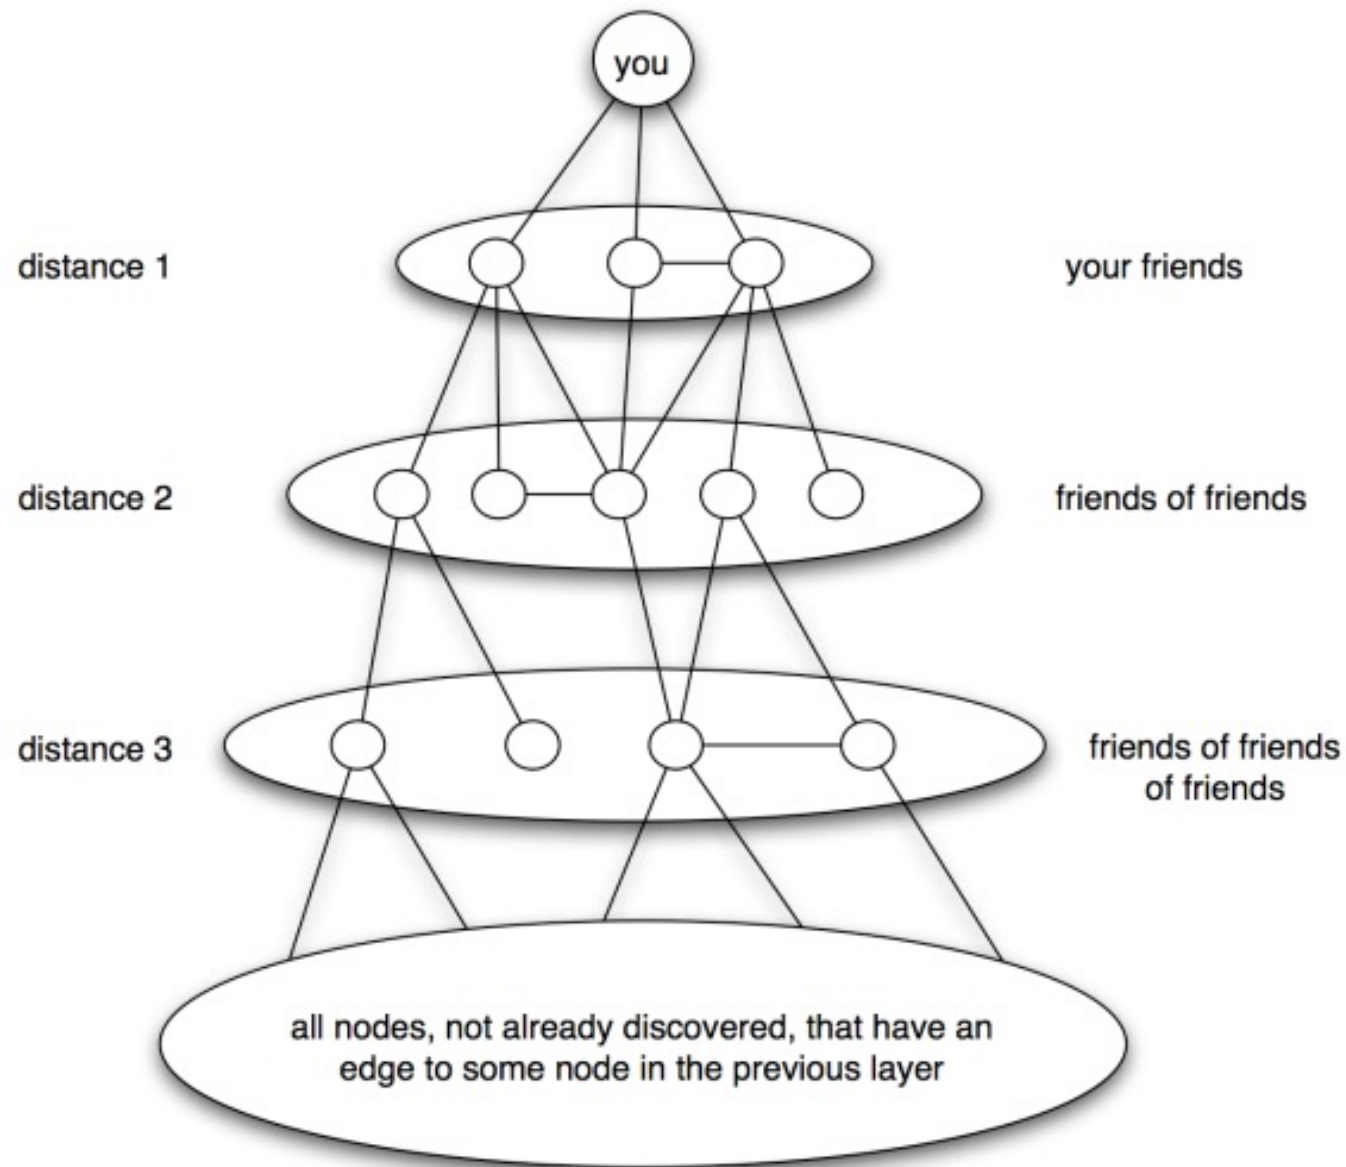 you
distance 1
your friends
distance 2
friends of friends
distance 3
friends of friends
of friends
all nodes, not already discovered, that have an
edge to some node in the previous layer